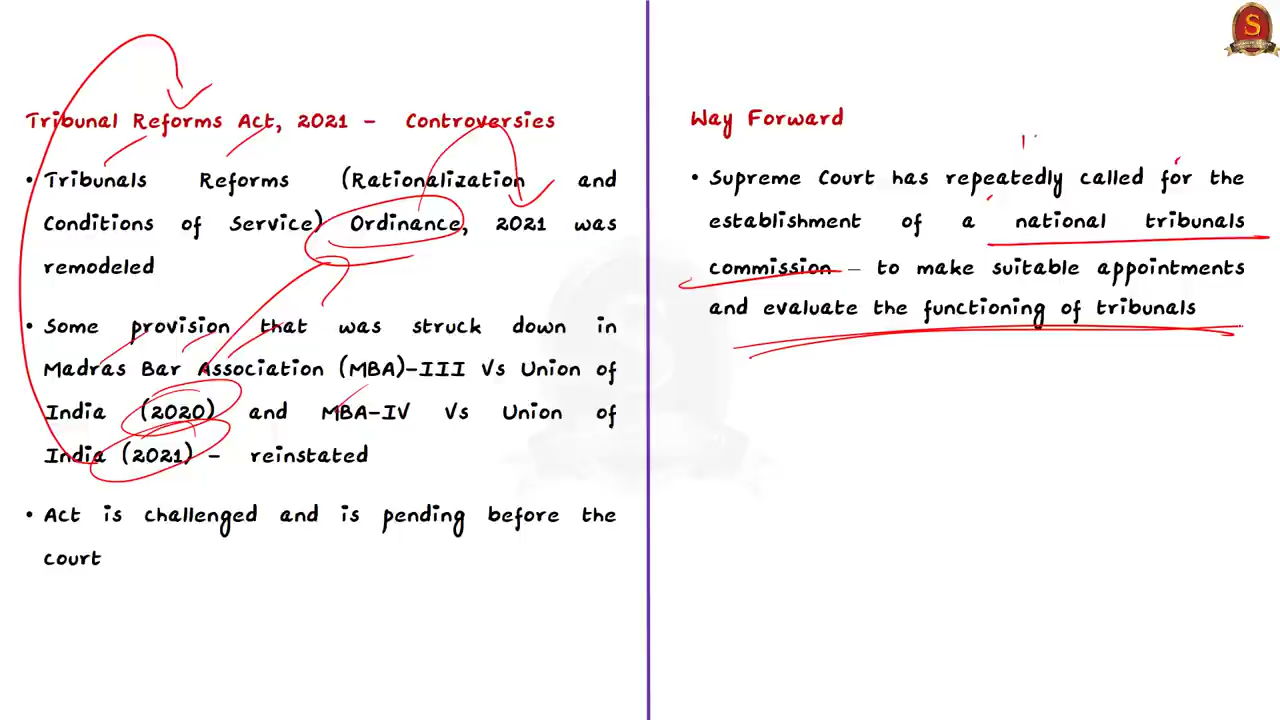 Tribunal Reforms Act, 2021 - Controversies
• Tribunals Reforms (Rationalization and
Conditions of Service) Ordinance, 2021 was
remodeled
• Some provision that was struck down in
Madras Bar Association (MBA)-III Vs Union of
India (2020) and MBA-IV Vs Union of
India (2021) - reinstated
• Act is challenged and is pending before the
court
Way Forward
• Supreme Court has repeatedly called for the
establishment of a national tribunals
commission – to make suitable appointments
and evaluate the functioning of tribunals
S